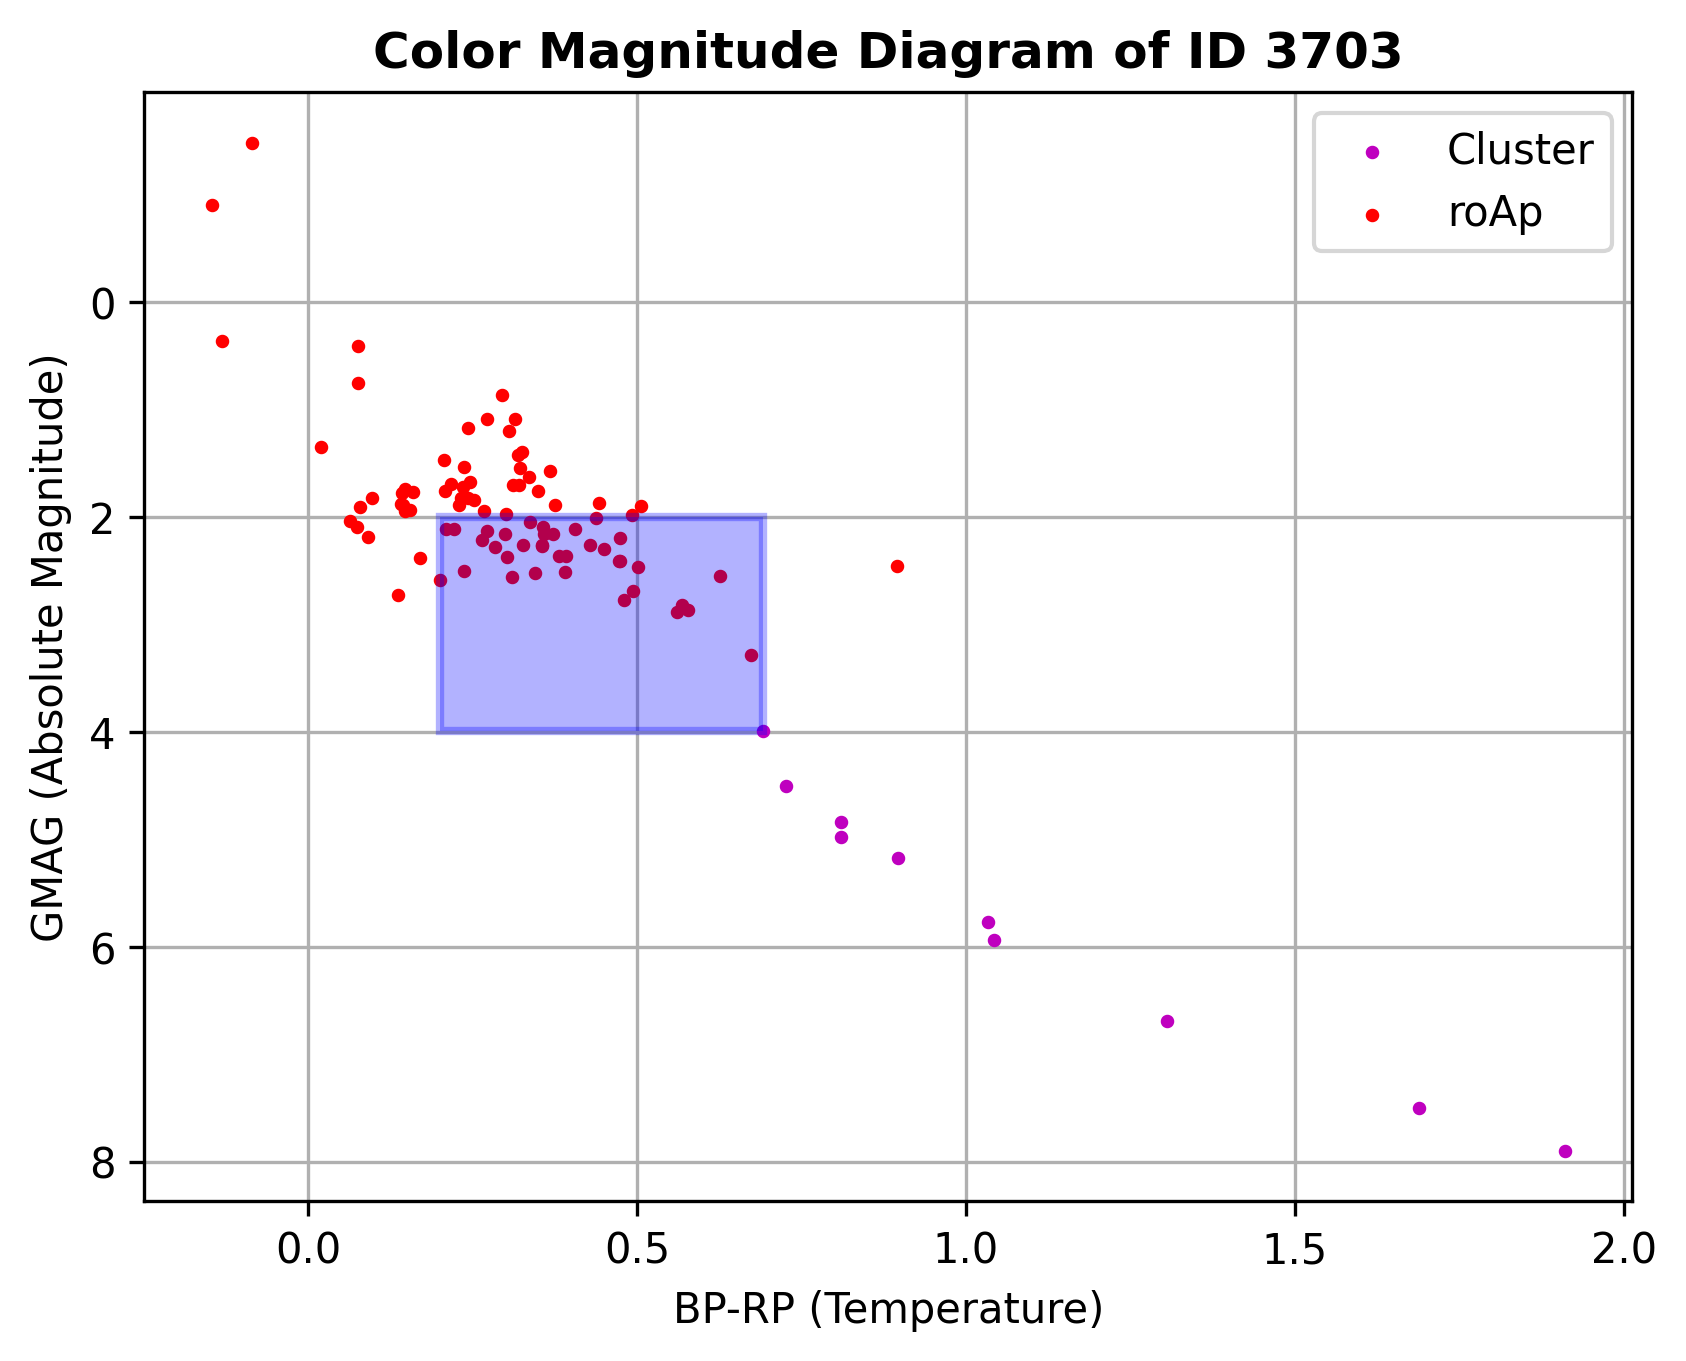 Color Magnitude Diagram of ID 3703
Cluster
roAp
GMAG (Absolute Magnitude)
0
2
4
6
8
0.0 0.5 1.0 1.5 2.0
BP-RP (Temperature)